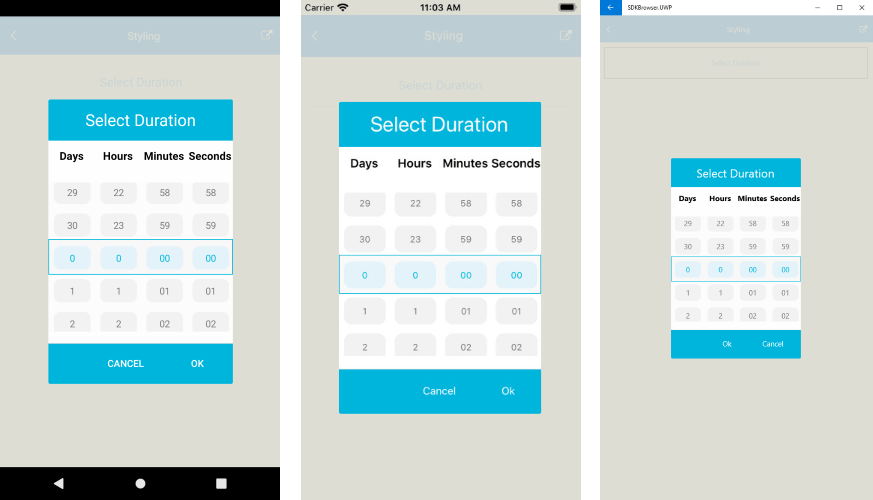 Styling
Select Duration
Select Duration
Days Hours Minutes Seconds
29 22 58 58
30 23 59 59
0 0 00 00
1 1 01 01
2 2 02 02
CANCEL OK
Carrier 11:03 AM
Styling
Select Duration
Select Duration
Days Hours Minutes Seconds
29 22 58 58
30 23 59 59
0 0 00 00
1 1 01 01
2 2 02 02
Cancel Ok
SDKBrowser.UWP
Styling
Select Duration
Select Duration
Days Hours Minutes Seconds
29 22 58 58
30 23 59 59
0 0 00 00
1 1 01 01
2 2 02 02
Ok Cancel